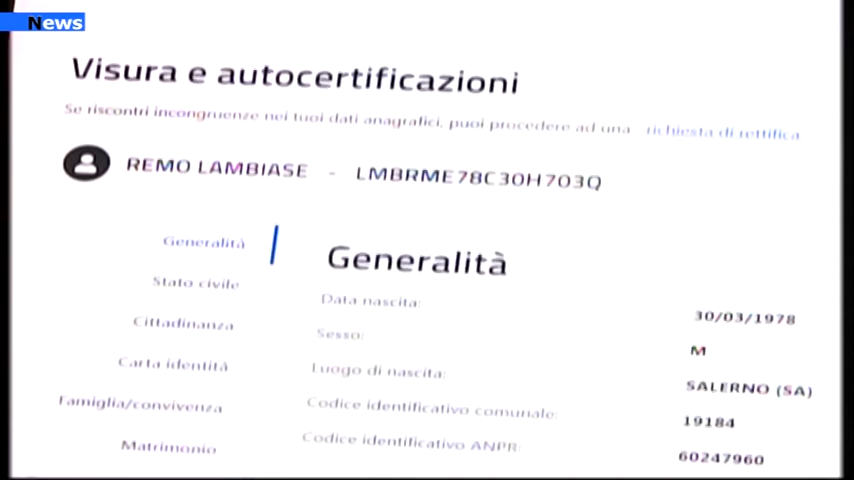 News
Visura e autocertificazioni
Se riscontri incongruenze nei tuoi dati anagrafici, puoi procedere ad una richiesta di rettifica
REMO LAMBIASE - LMBRME78C30H703Q
Generalità
Stato civile
Cittadinanza
Carta identità
Famiglia/convivenza
Matrimonio
Generalità
Data nascita: 30/03/1978
Sesso: M
Luogo di nascita: SALERNO (SA)
Codice identificativo comunale: 19184
Codice identificativo ANPR: 60247960